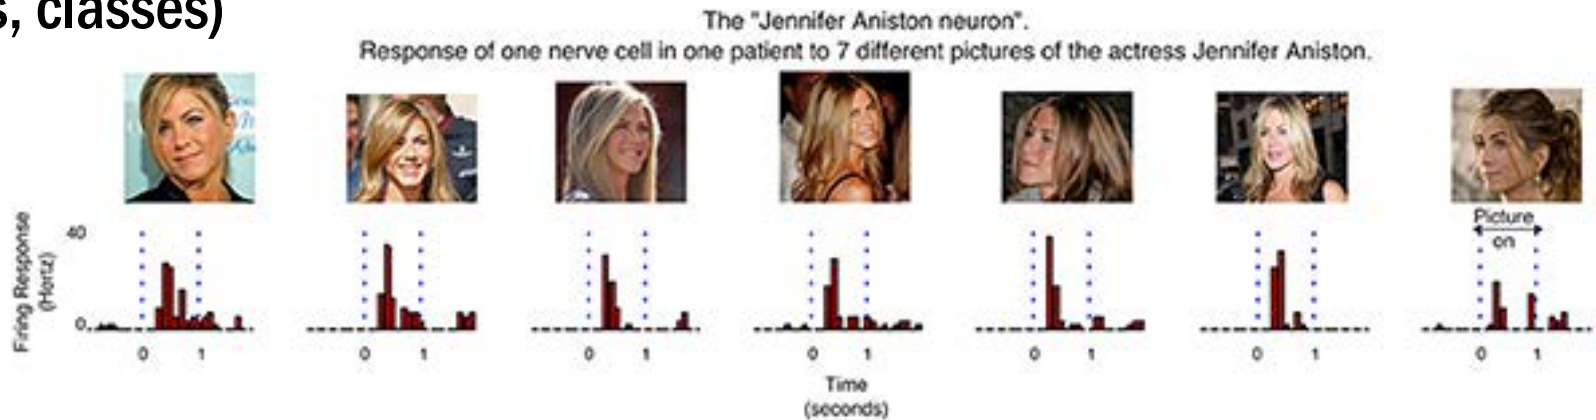 s, classes)
The "Jennifer Aniston neuron".
Response of one nerve cell in one patient to 7 different pictures of the actress Jennifer Aniston.
Picture
on
Firing Response
(Hertz)
40
0
0 1 0 1 0 1 0 1 0 1 0 1 0 1
Time
(seconds)